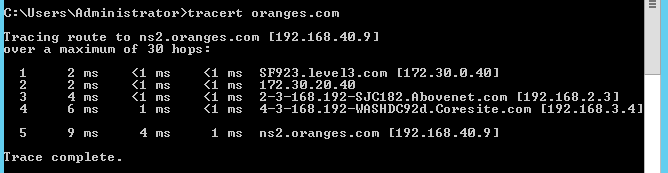 C:\Users\Administrator>tracert oranges.com
Tracing route to ns2.oranges.com [192.168.40.9]
over a maximum of 30 hops:
1 2 ms <1 ms <1 ms SF923.level3.com [172.30.0.40]
2 2 ms <1 ms <1 ms 172.30.20.40
3 4 ms <1 ms <1 ms 2-3-168.192-SJC182.Abovenet.com [192.168.2.3]
4 6 ms 1 ms <1 ms 4-3-168.192-WASHDC92d.Coresite.com [192.168.3.4]
5 9 ms 4 ms 1 ms ns2.oranges.com [192.168.40.9]
Trace complete.